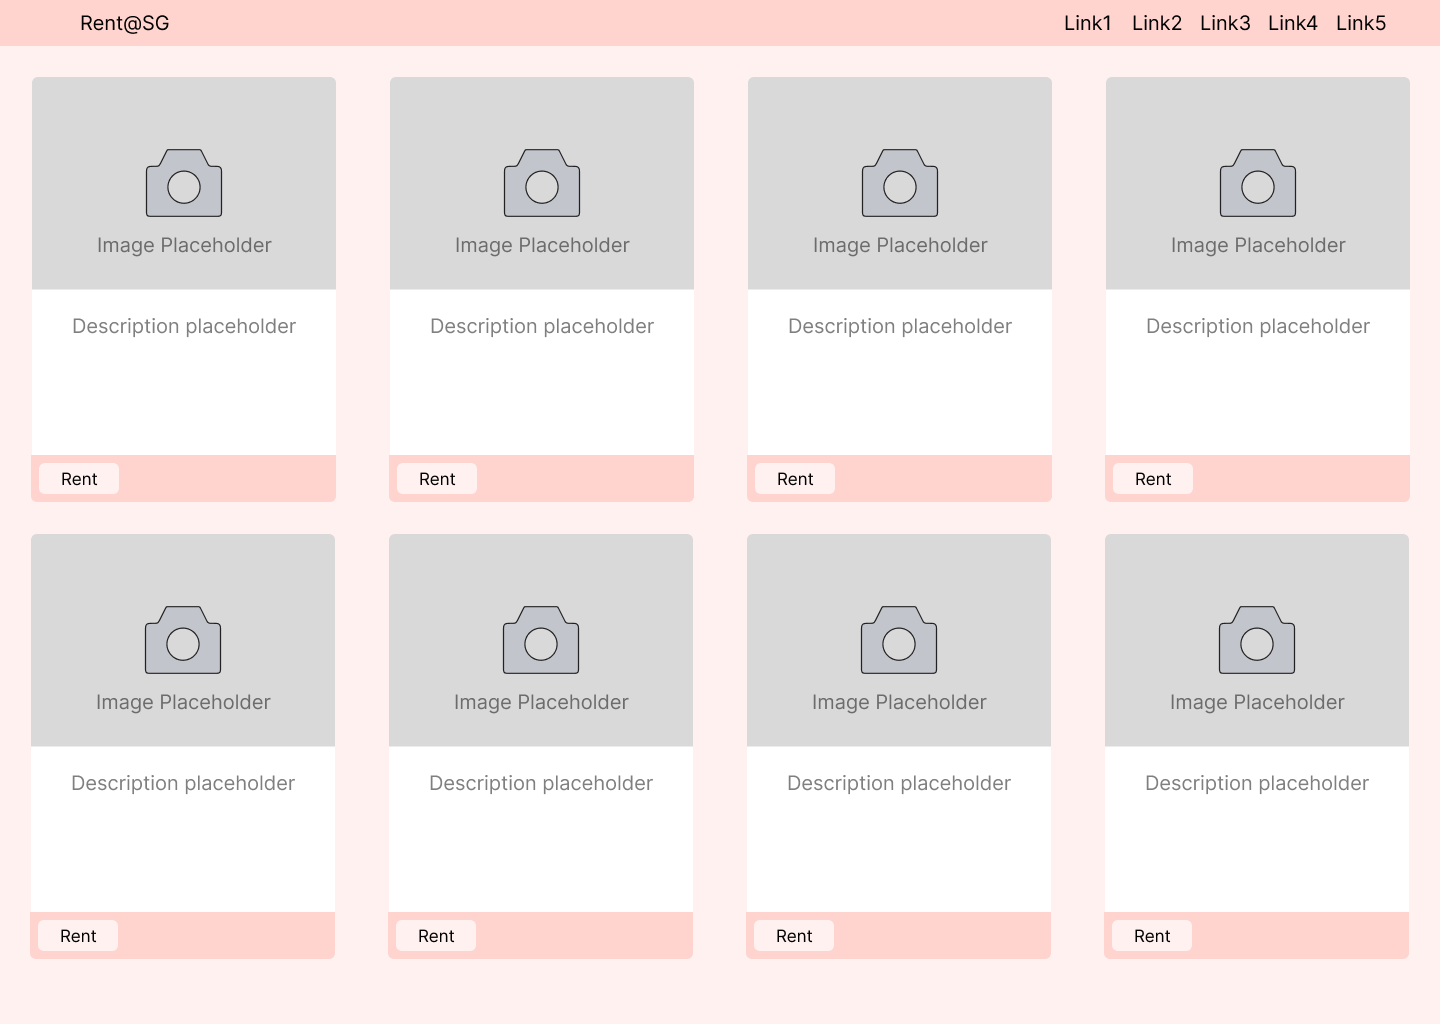 Rent@SG Link1 Link2 Link3 Link4 Link5
Image Placeholder Image Placeholder Image Placeholder Image Placeholder
Description placeholder Description placeholder Description placeholder Description placeholder
Rent Rent Rent Rent
Image Placeholder Image Placeholder Image Placeholder Image Placeholder
Description placeholder Description placeholder Description placeholder Description placeholder
Rent Rent Rent Rent